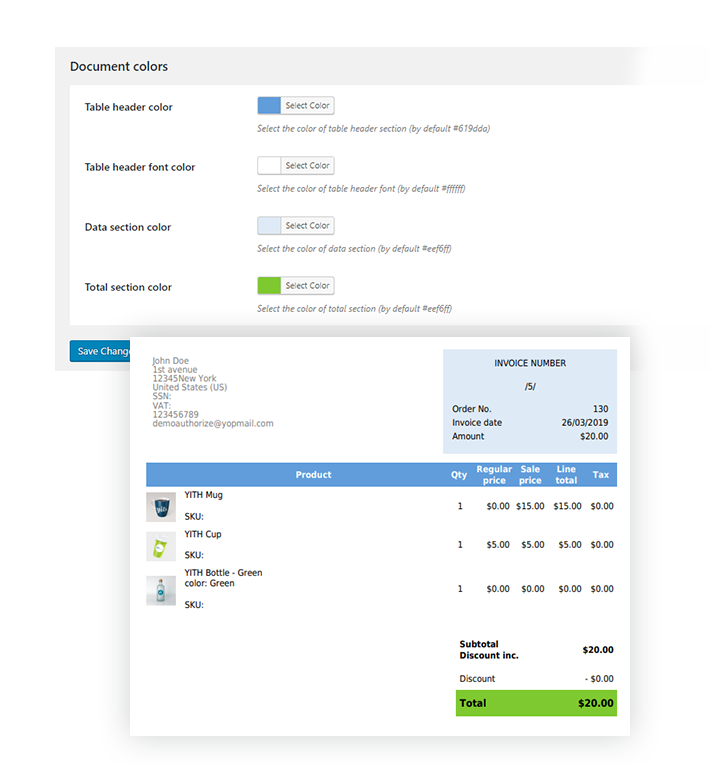 Document colors
Table header color
Select Color
Select the color of table header section (by default #619dda)
Table header font color
Select Color
Select the color of table header font (by default #ffffff)
Data section color
Select Color
Select the color of data section (by default #eef6ff)
Total section color
Select Color
Select the color of total section (by default #eef6ff)
Save Change
John Doe
1st avenue
12345New York
United States (US)
SSN:
VAT:
123456789
demoauthorize@yopmail.com
INVOICE NUMBER
/5/
Order No. 130
Invoice date 26/03/2019
Amount $20.00
Product Qty Regular price Sale price Line total Tax
YITH Mug
SKU:
1 $0.00 $15.00 $15.00 $0.00
YITH Cup
SKU:
1 $5.00 $5.00 $5.00 $0.00
YITH Bottle - Green
color: Green
SKU:
1 $0.00 $0.00 $0.00 $0.00
Subtotal
Discount inc. $20.00
Discount - $0.00
Total $20.00